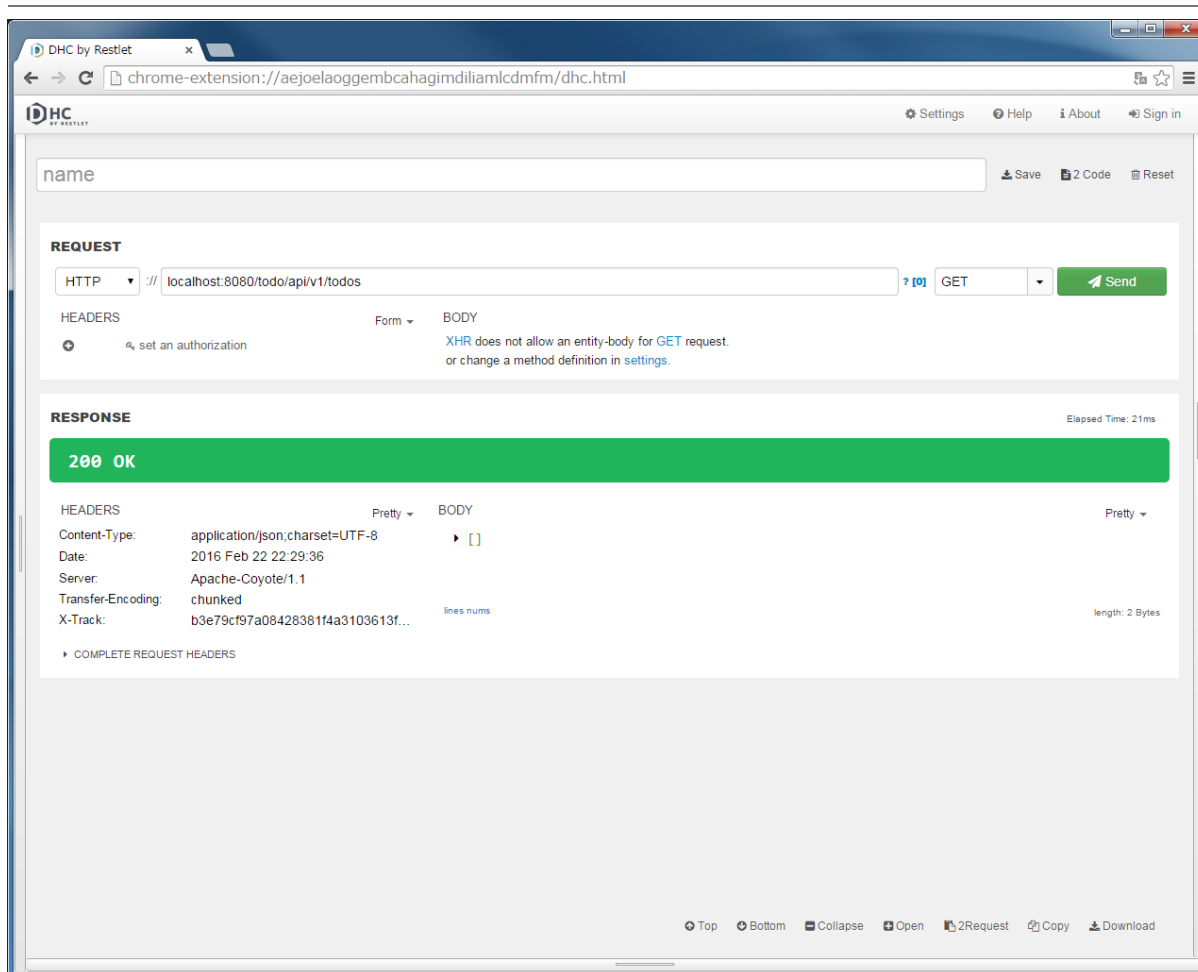 DHC by Restlet
chrome-extension://aejoelaoggembcahagimdiliamlcdmfm/dhc.html
DHC
BY RESTLET
Settings Help About Sign in
name
Save 2 Code Reset
REQUEST
HTTP :// localhost:8080/todo/api/v1/todos ? [0] GET Send
HEADERS Form BODY
set an authorization
XHR does not allow an entity-body for GET request.
or change a method definition in settings.
RESPONSE Elapsed Time: 21ms
200 OK
HEADERS Pretty BODY Pretty
Content-Type: application/json;charset=UTF-8
[]
Date: 2016 Feb 22 22:29:36
Server: Apache-Coyote/1.1
Transfer-Encoding: chunked
X-Track: b3e79cf97a08428381f4a3103613f...
lines nums length: 2 Bytes
COMPLETE REQUEST HEADERS
Top Bottom Collapse Open 2Request Copy Download